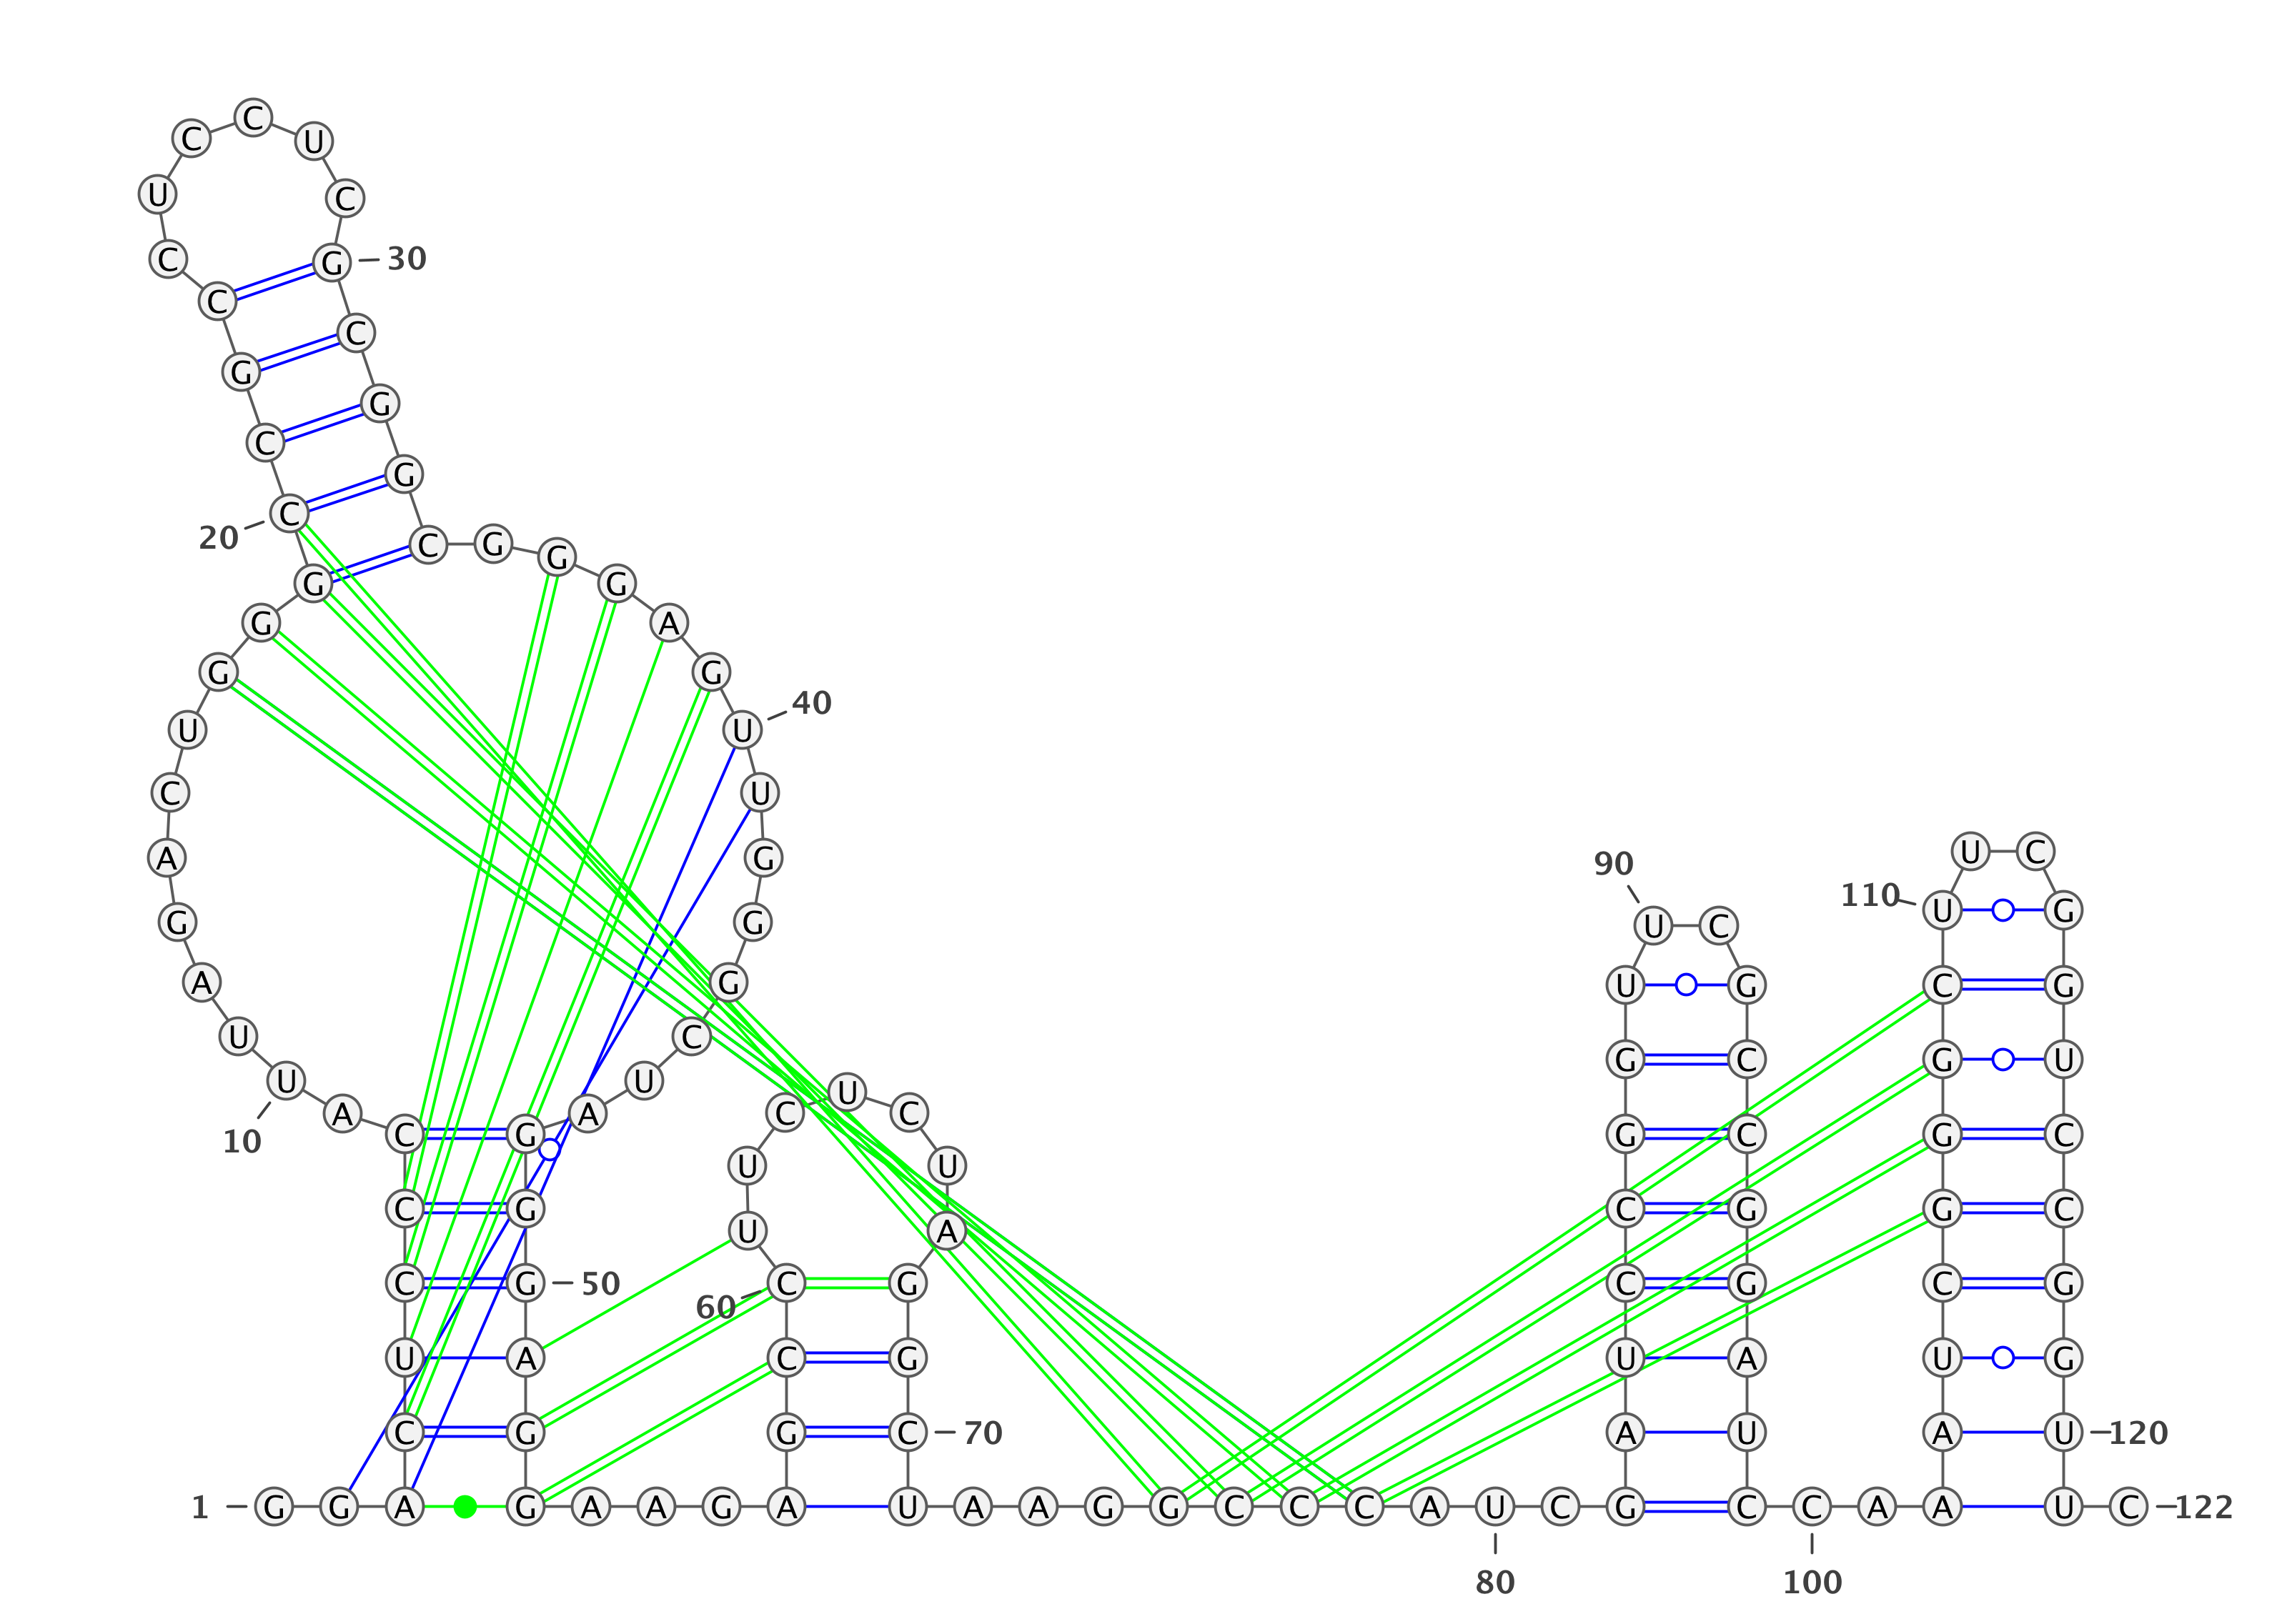 C
C U
U C
C G 30
C
C
G
G
C
G
20 C
C G G
G G
G A
G G
40
U U
C U
U C
A G
90
110 U G
G G U C
A G U G C G
U C
G C G U
U U U
A A C C
C G G C G C
10
U U
C G C G G C
U A
C G 50 C G C G C G
60
U A C G U A U G
C G G C 70 A U A U 120
1 G G A G A A G A U A A G G C C C A U C G C C A A U C 122
80 100